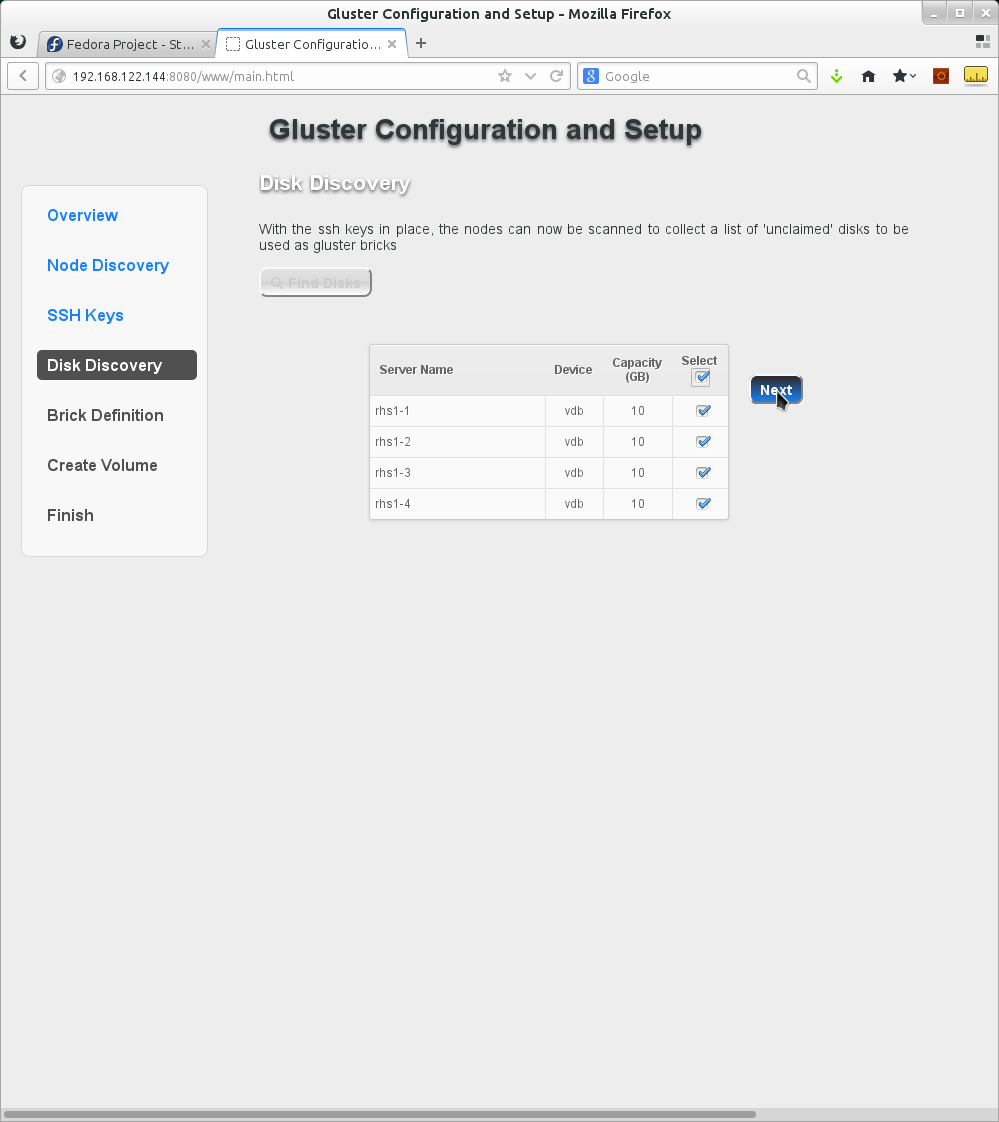 Gluster Configuration and Setup - Mozilla Firefox
Fedora Project - St...
Gluster Configuratio...
192.168.122.144:8080/www/main.html
Google
Gluster Configuration and Setup
Overview
Node Discovery
SSH Keys
Disk Discovery
Brick Definition
Create Volume
Finish
Disk Discovery
With the ssh keys in place, the nodes can now be scanned to collect a list of 'unclaimed' disks to be
used as gluster bricks
Find Disks
Server Name Device Capacity (GB) Select
rhs1-1 vdb 10
rhs1-2 vdb 10
rhs1-3 vdb 10
rhs1-4 vdb 10
Next